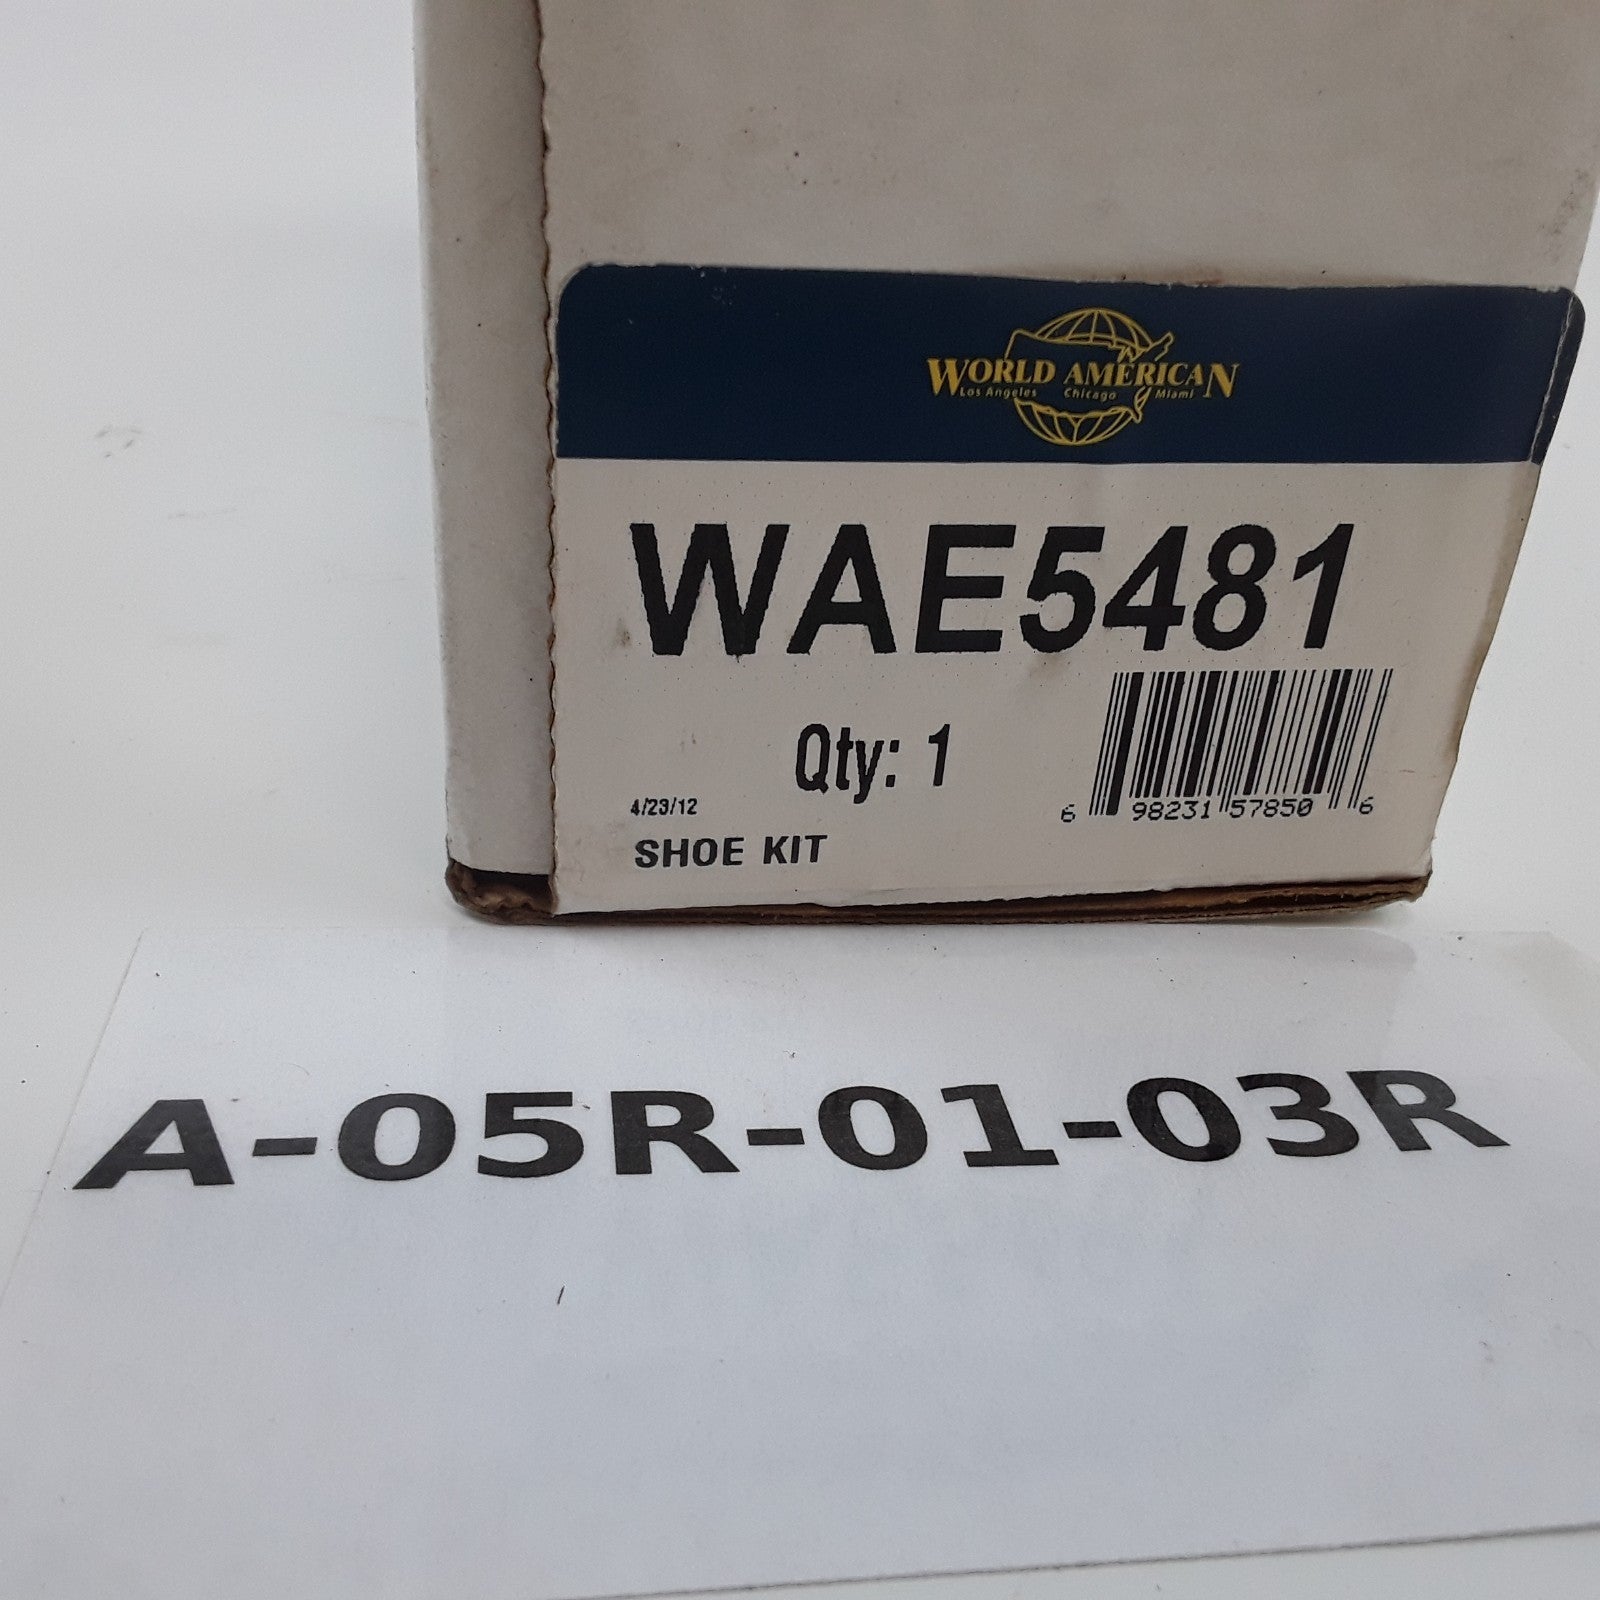 WORLD AMERICAN
Los Angeles Chicago Miami
WAE5481
Qty: 1
4/23/12
SHOE KIT
6 98231 57850 6
A-05R-01-03R